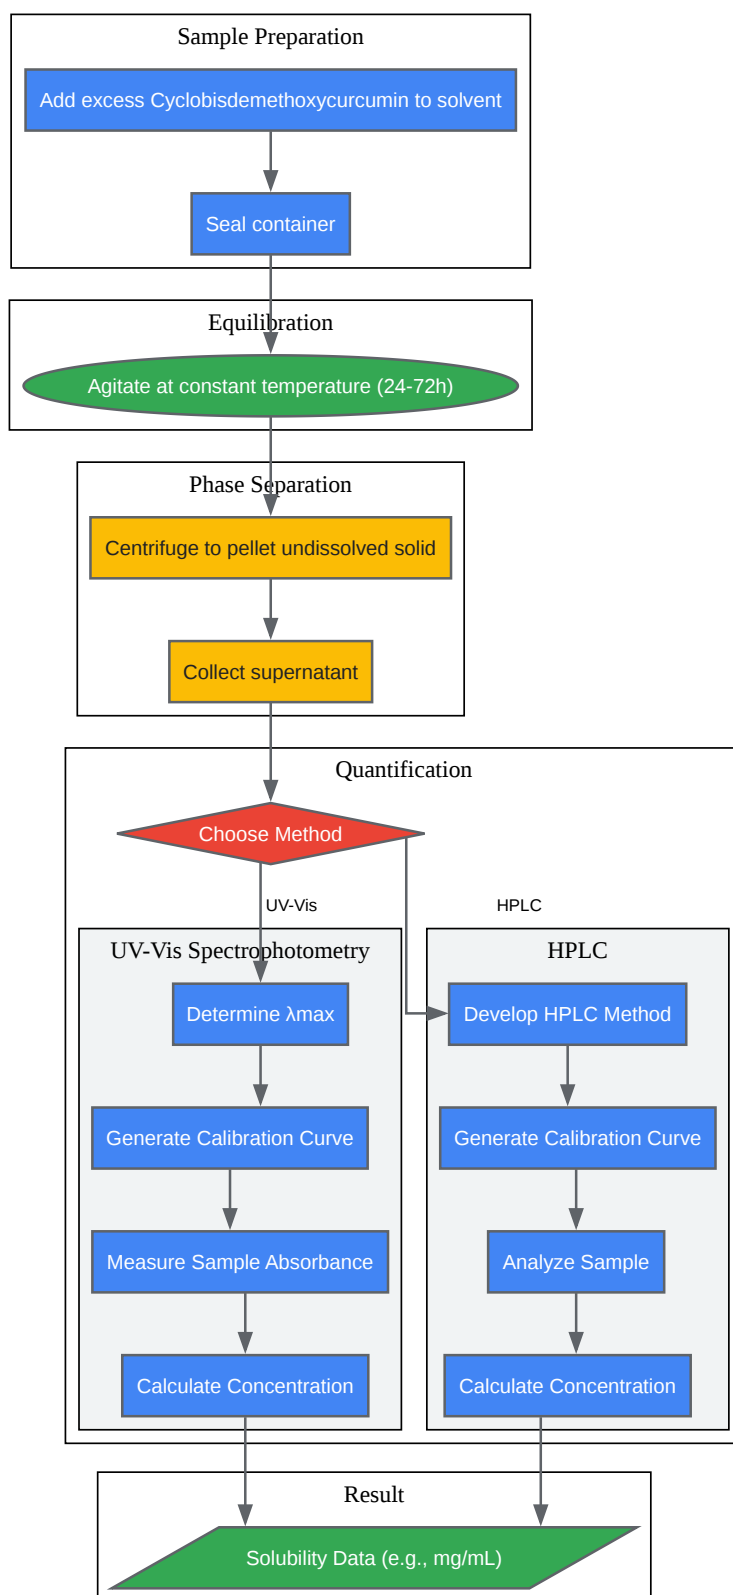 Sample Preparation
Add excess Cyclobisdemethoxycurcumin to solvent
Seal container
Equilibration
Agitate at constant temperature (24-72h)
Phase Separation
Centrifuge to pellet undissolved solid
Collect supernatant
Quantification
Choose Method
UV-Vis
HPLC
UV-Vis Spectrophotometry
Determine λmax
Generate Calibration Curve
Measure Sample Absorbance
Calculate Concentration
HPLC
Develop HPLC Method
Generate Calibration Curve
Analyze Sample
Calculate Concentration
Result
Solubility Data (e.g., mg/mL)